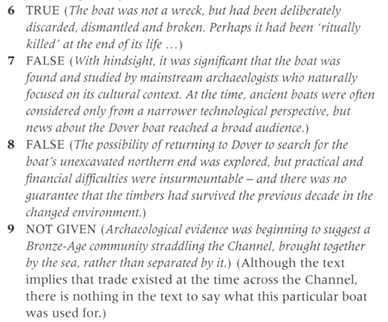 6 TRUE (The boat was not a wreck, but had been deliberately
discarded, dismantled and broken. Perhaps it had been 'ritually
killed' at the end of its life …)
7 FALSE (With hindsight, it was significant that the boat was
found and studied by mainstream archaeologists who naturally
focused on its cultural context. At the time, ancient boats were often
considered only from a narrower technological perspective, but
news about the Dover boat reached a broad audience.)
8 FALSE (The possibility of returning to Dover to search for the
boat's unexcavated northern end was explored, but practical and
financial difficulties were insurmountable – and there was no
guarantee that the timbers had survived the previous decade in the
changed environment.)
9 NOT GIVEN (Archaeological evidence was beginning to suggest a
Bronze-Age community straddling the Channel, brought together
by the sea, rather than separated by it.) (Although the text
implies that trade existed at the time across the Channel,
there is nothing in the text to say what this particular boat
was used for.)